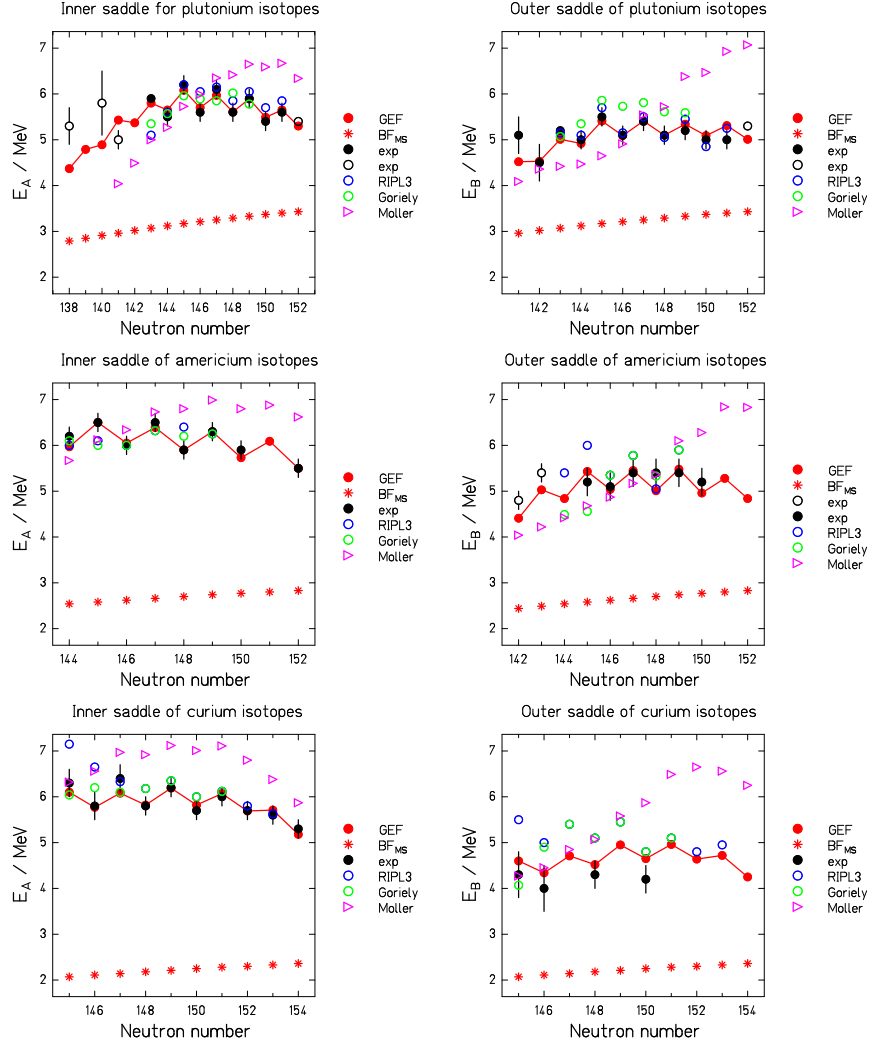 Inner saddle for plutonium isotopes
E_A / MeV
7
6
5
4
3
2
138 140 142 144 146 148 150 152
Neutron number
GEF
BF_MS
exp
exp
RIPL3
Goriely
Moller
Outer saddle of plutonium isotopes
E_B / MeV
7
6
5
4
3
2
142 144 146 148 150 152
Neutron number
GEF
BF_MS
exp
exp
RIPL3
Goriely
Moller
Inner saddle of americium isotopes
E_A / MeV
7
6
5
4
3
2
144 146 148 150 152
Neutron number
GEF
BF_MS
exp
RIPL3
Goriely
Moller
Outer saddle of americium isotopes
E_B / MeV
7
6
5
4
3
2
142 144 146 148 150 152
Neutron number
GEF
BF_MS
exp
exp
RIPL3
Goriely
Moller
Inner saddle of curium isotopes
E_A / MeV
7
6
5
4
3
2
146 148 150 152 154
Neutron number
GEF
BF_MS
exp
RIPL3
Goriely
Moller
Outer saddle of curium isotopes
E_B / MeV
7
6
5
4
3
2
146 148 150 152 154
Neutron number
GEF
BF_MS
exp
RIPL3
Goriely
Moller